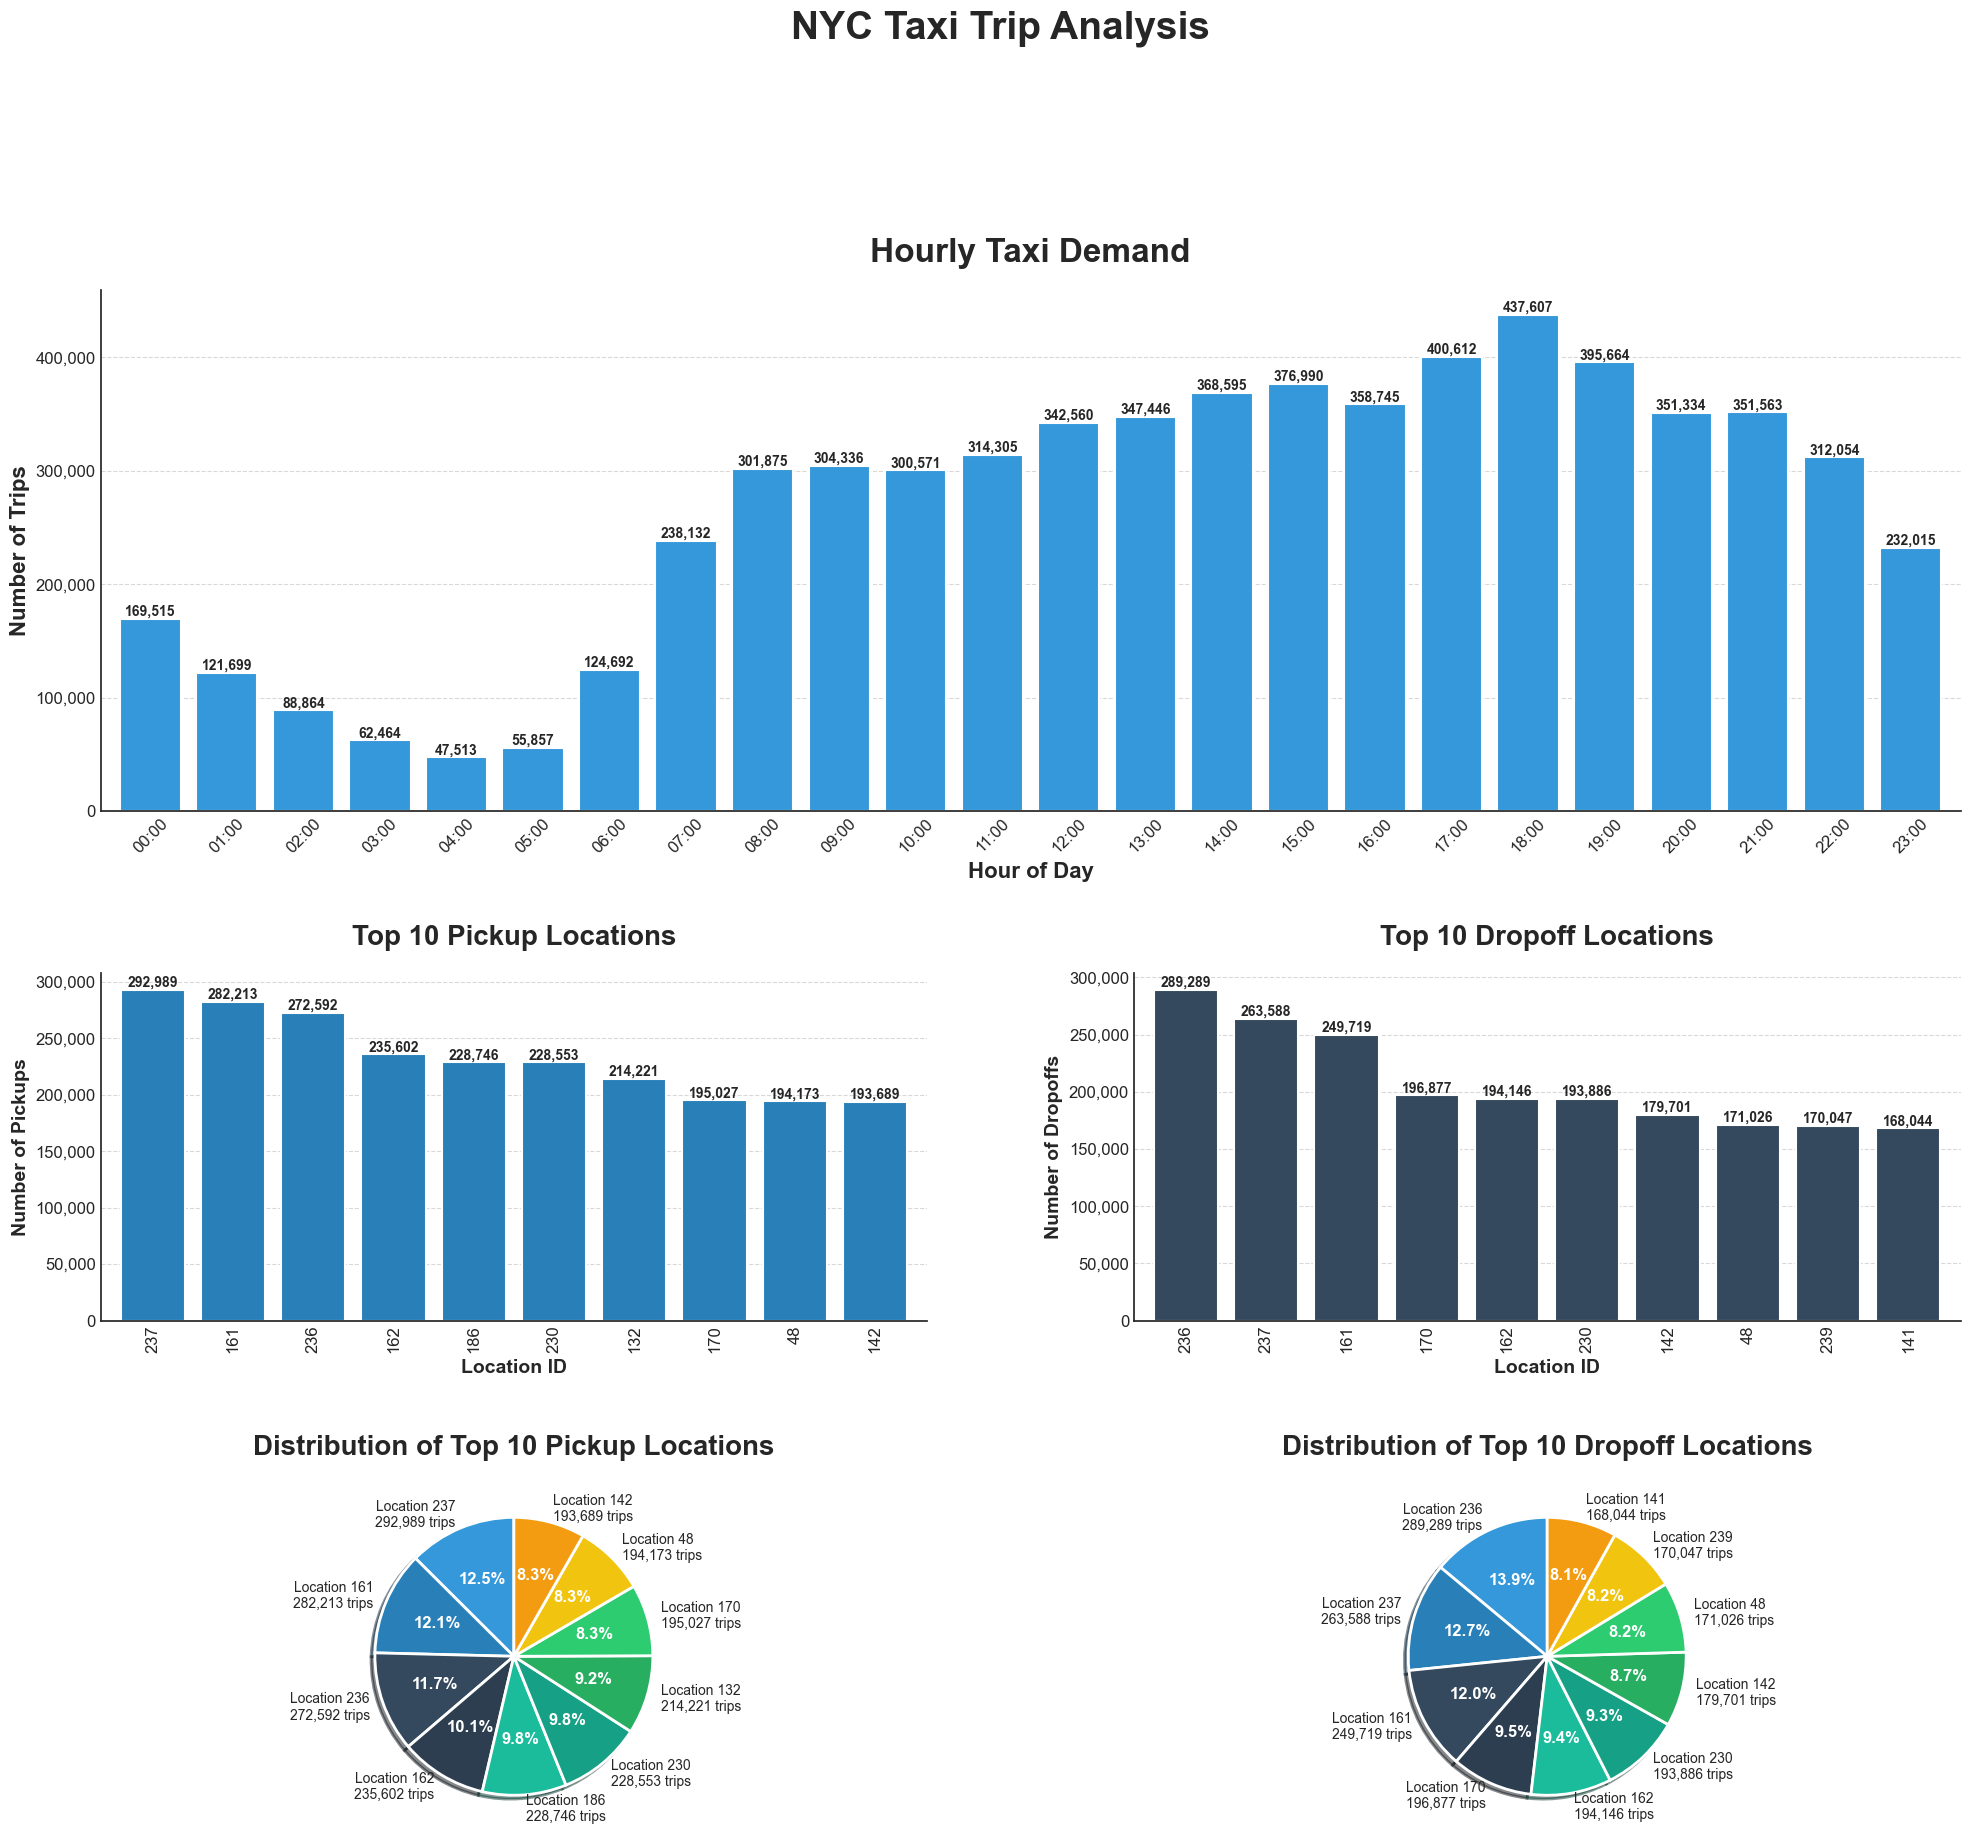 NYC Taxi Trip Analysis
Hourly Taxi Demand
Number of Trips
400,000
300,000
200,000
100,000
0
169,515
121,699
88,864
62,464
47,513
55,857
124,692
238,132
301,875
304,336
300,571
314,305
342,560
347,446
368,595
376,990
358,745
400,612
437,607
395,664
351,334
351,563
312,054
232,015
00:00
01:00
02:00
03:00
04:00
05:00
06:00
07:00
08:00
09:00
10:00
11:00
12:00
13:00
14:00
15:00
16:00
17:00
18:00
19:00
20:00
21:00
22:00
23:00
Hour of Day
Top 10 Pickup Locations
Number of Pickups
300,000
250,000
200,000
150,000
100,000
50,000
0
292,989
282,213
272,592
235,602
228,746
228,553
214,221
195,027
194,173
193,689
237
161
236
162
186
230
132
170
48
142
Location ID
Top 10 Dropoff Locations
Number of Dropoffs
300,000
250,000
200,000
150,000
100,000
50,000
0
289,289
263,588
249,719
196,877
194,146
193,886
179,701
171,026
170,047
168,044
236
237
161
170
162
230
142
48
239
141
Location ID
Distribution of Top 10 Pickup Locations
Location 237
292,989 trips
12.5%
Location 161
282,213 trips
12.1%
Location 236
272,592 trips
11.7%
Location 162
235,602 trips
10.1%
Location 186
228,746 trips
9.8%
Location 230
228,553 trips
9.8%
Location 132
214,221 trips
9.2%
Location 170
195,027 trips
8.3%
Location 48
194,173 trips
8.3%
Location 142
193,689 trips
8.3%
Distribution of Top 10 Dropoff Locations
Location 236
289,289 trips
13.9%
Location 237
263,588 trips
12.7%
Location 161
249,719 trips
12.0%
Location 170
196,877 trips
9.5%
Location 162
194,146 trips
9.4%
Location 230
193,886 trips
9.3%
Location 142
179,701 trips
8.7%
Location 48
171,026 trips
8.2%
Location 239
170,047 trips
8.2%
Location 141
168,044 trips
8.1%